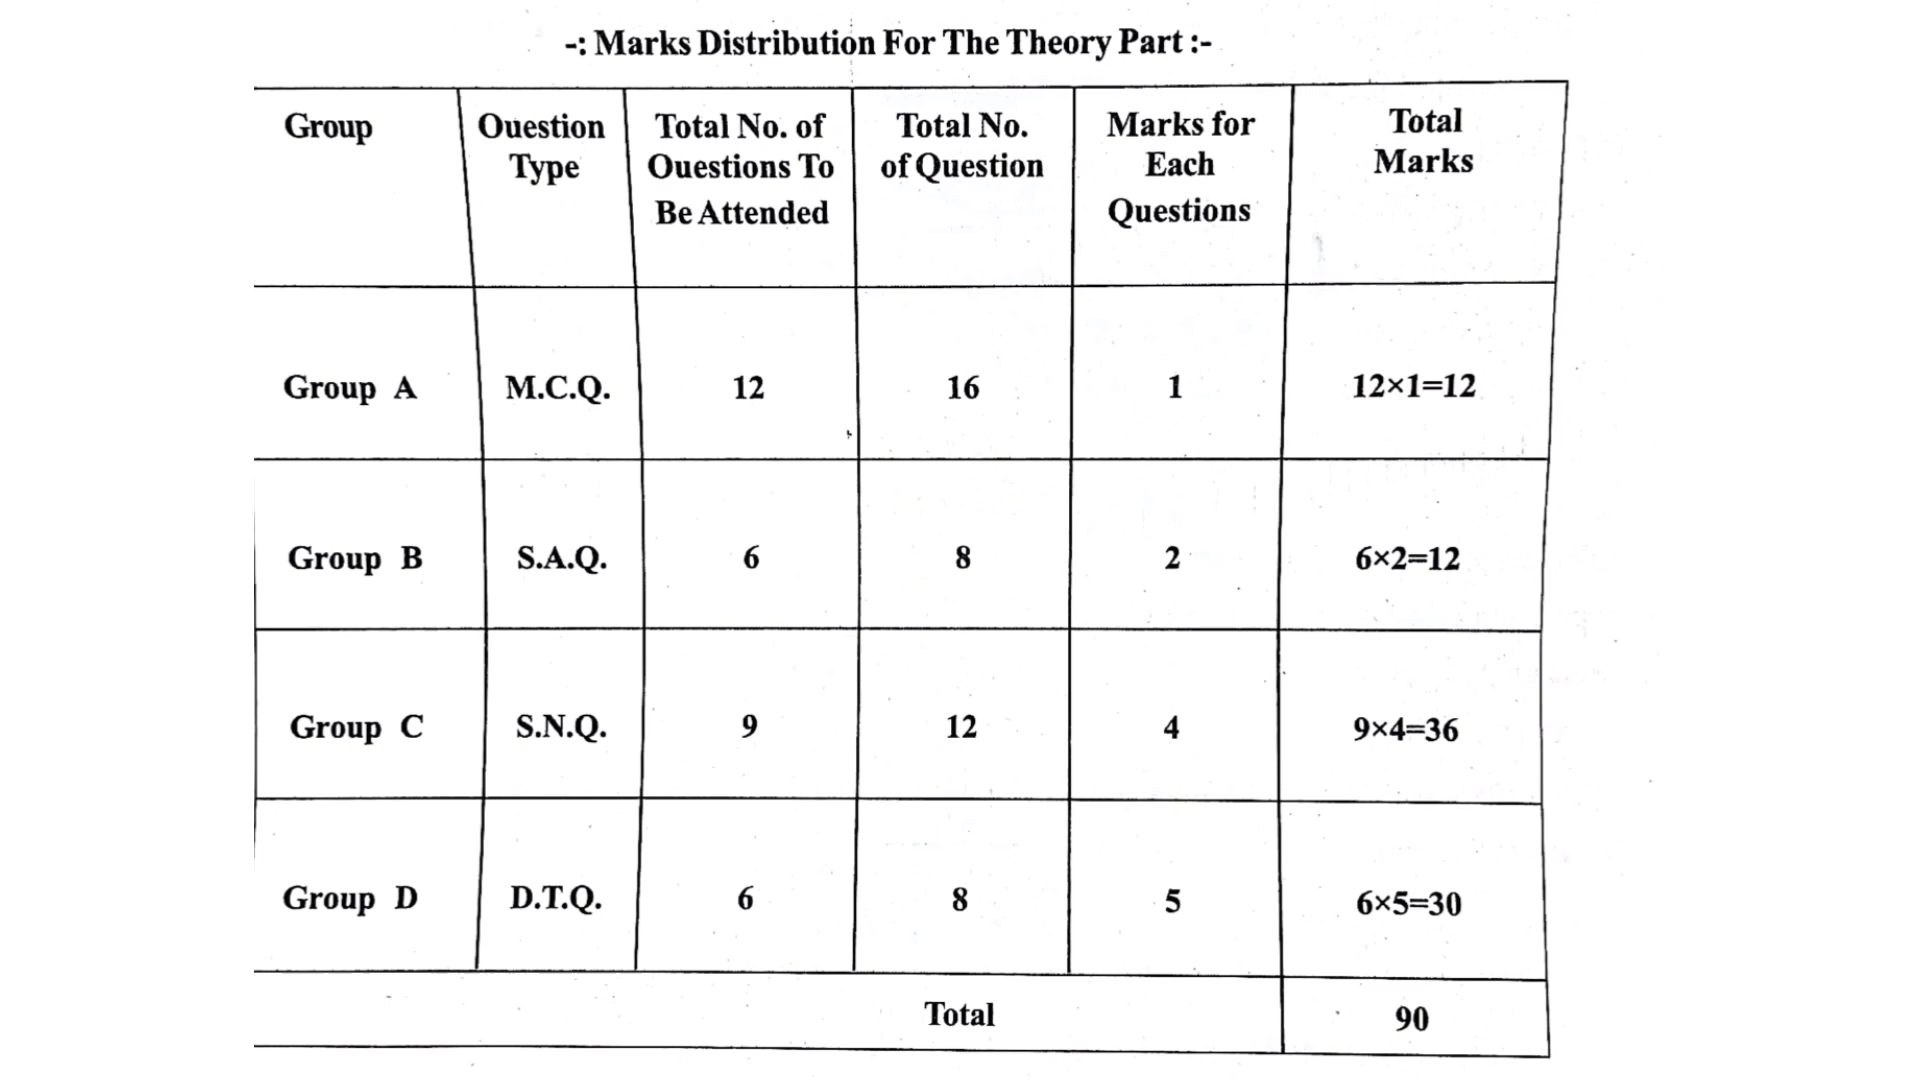 -: Marks Distribution For The Theory Part :-
Group
Ouestion
Type
Total No. of
Ouestions To
Be Attended
Total No.
of Question
Marks for
Each
Questions
Total
Marks
Group A
M.C.Q.
12
16
1
12×1=12
Group B
S.A.Q.
6
8
2
6×2=12
Group C
S.N.Q.
9
12
4
9×4=36
Group D
D.T.Q.
6
8
5
6×5=30
Total
90